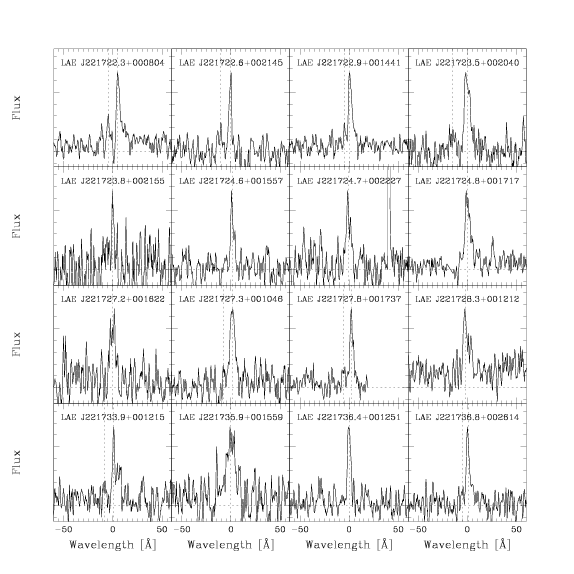 LAE J221722.3+000804 LAE J221722.6+002145 LAE J221722.9+001441 LAE J221723.5+002040
Flux
LAE J221723.8+002155 LAE J221724.6+001557 LAE J221724.7+002227 LAE J221724.8+001717
Flux
LAE J221727.2+001622 LAE J221727.3+001046 LAE J221727.8+001737 LAE J221728.3+001212
Flux
LAE J221733.9+001215 LAE J221735.9+001559 LAE J221736.4+001251 LAE J221736.8+002614
Flux
−50 0 50 −50 0 50 −50 0 50 −50 0 50
Wavelength [Å] Wavelength [Å] Wavelength [Å] Wavelength [Å]